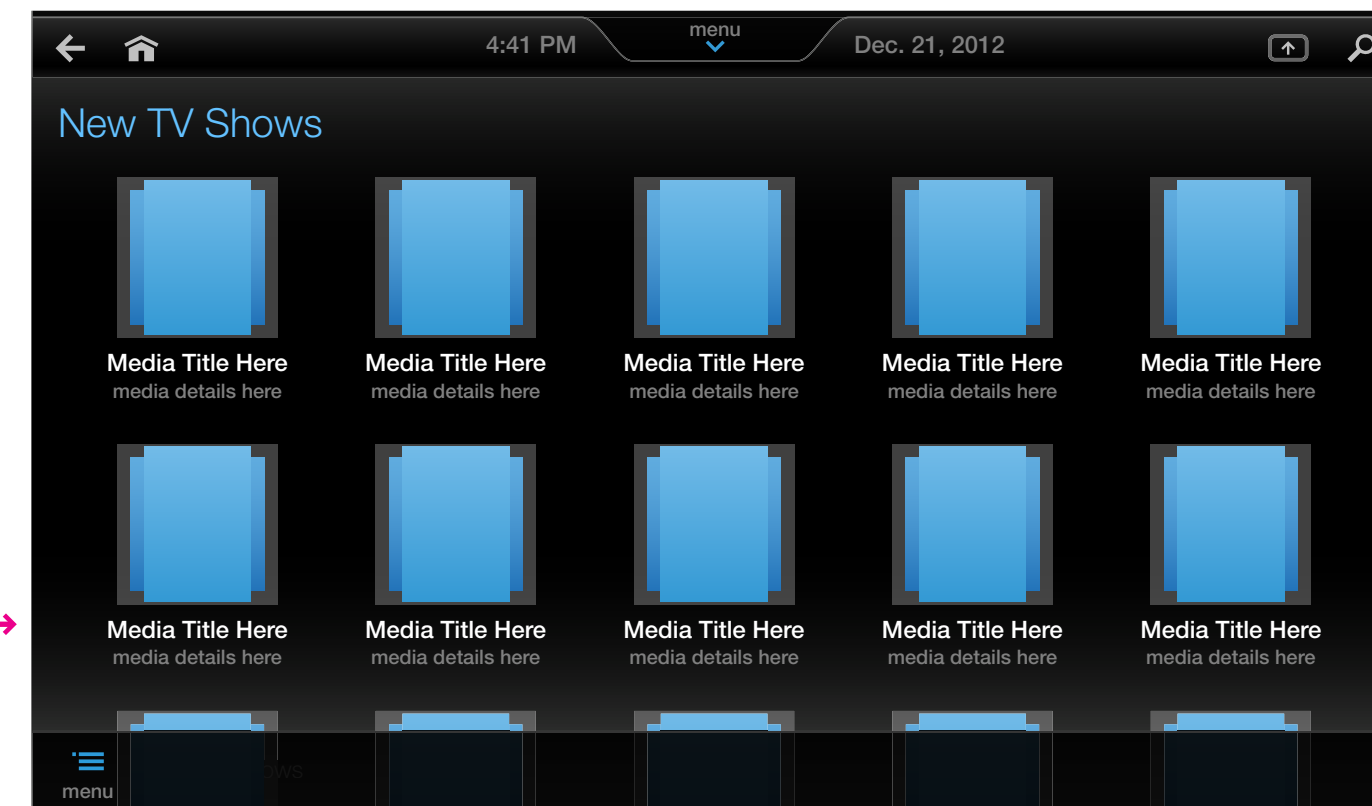 4:41 PM menu Dec. 21, 2012
New TV Shows
Media Title Here Media Title Here Media Title Here Media Title Here Media Title Here
media details here media details here media details here media details here media details here
Media Title Here Media Title Here Media Title Here Media Title Here Media Title Here
media details here media details here media details here media details here media details here
menu